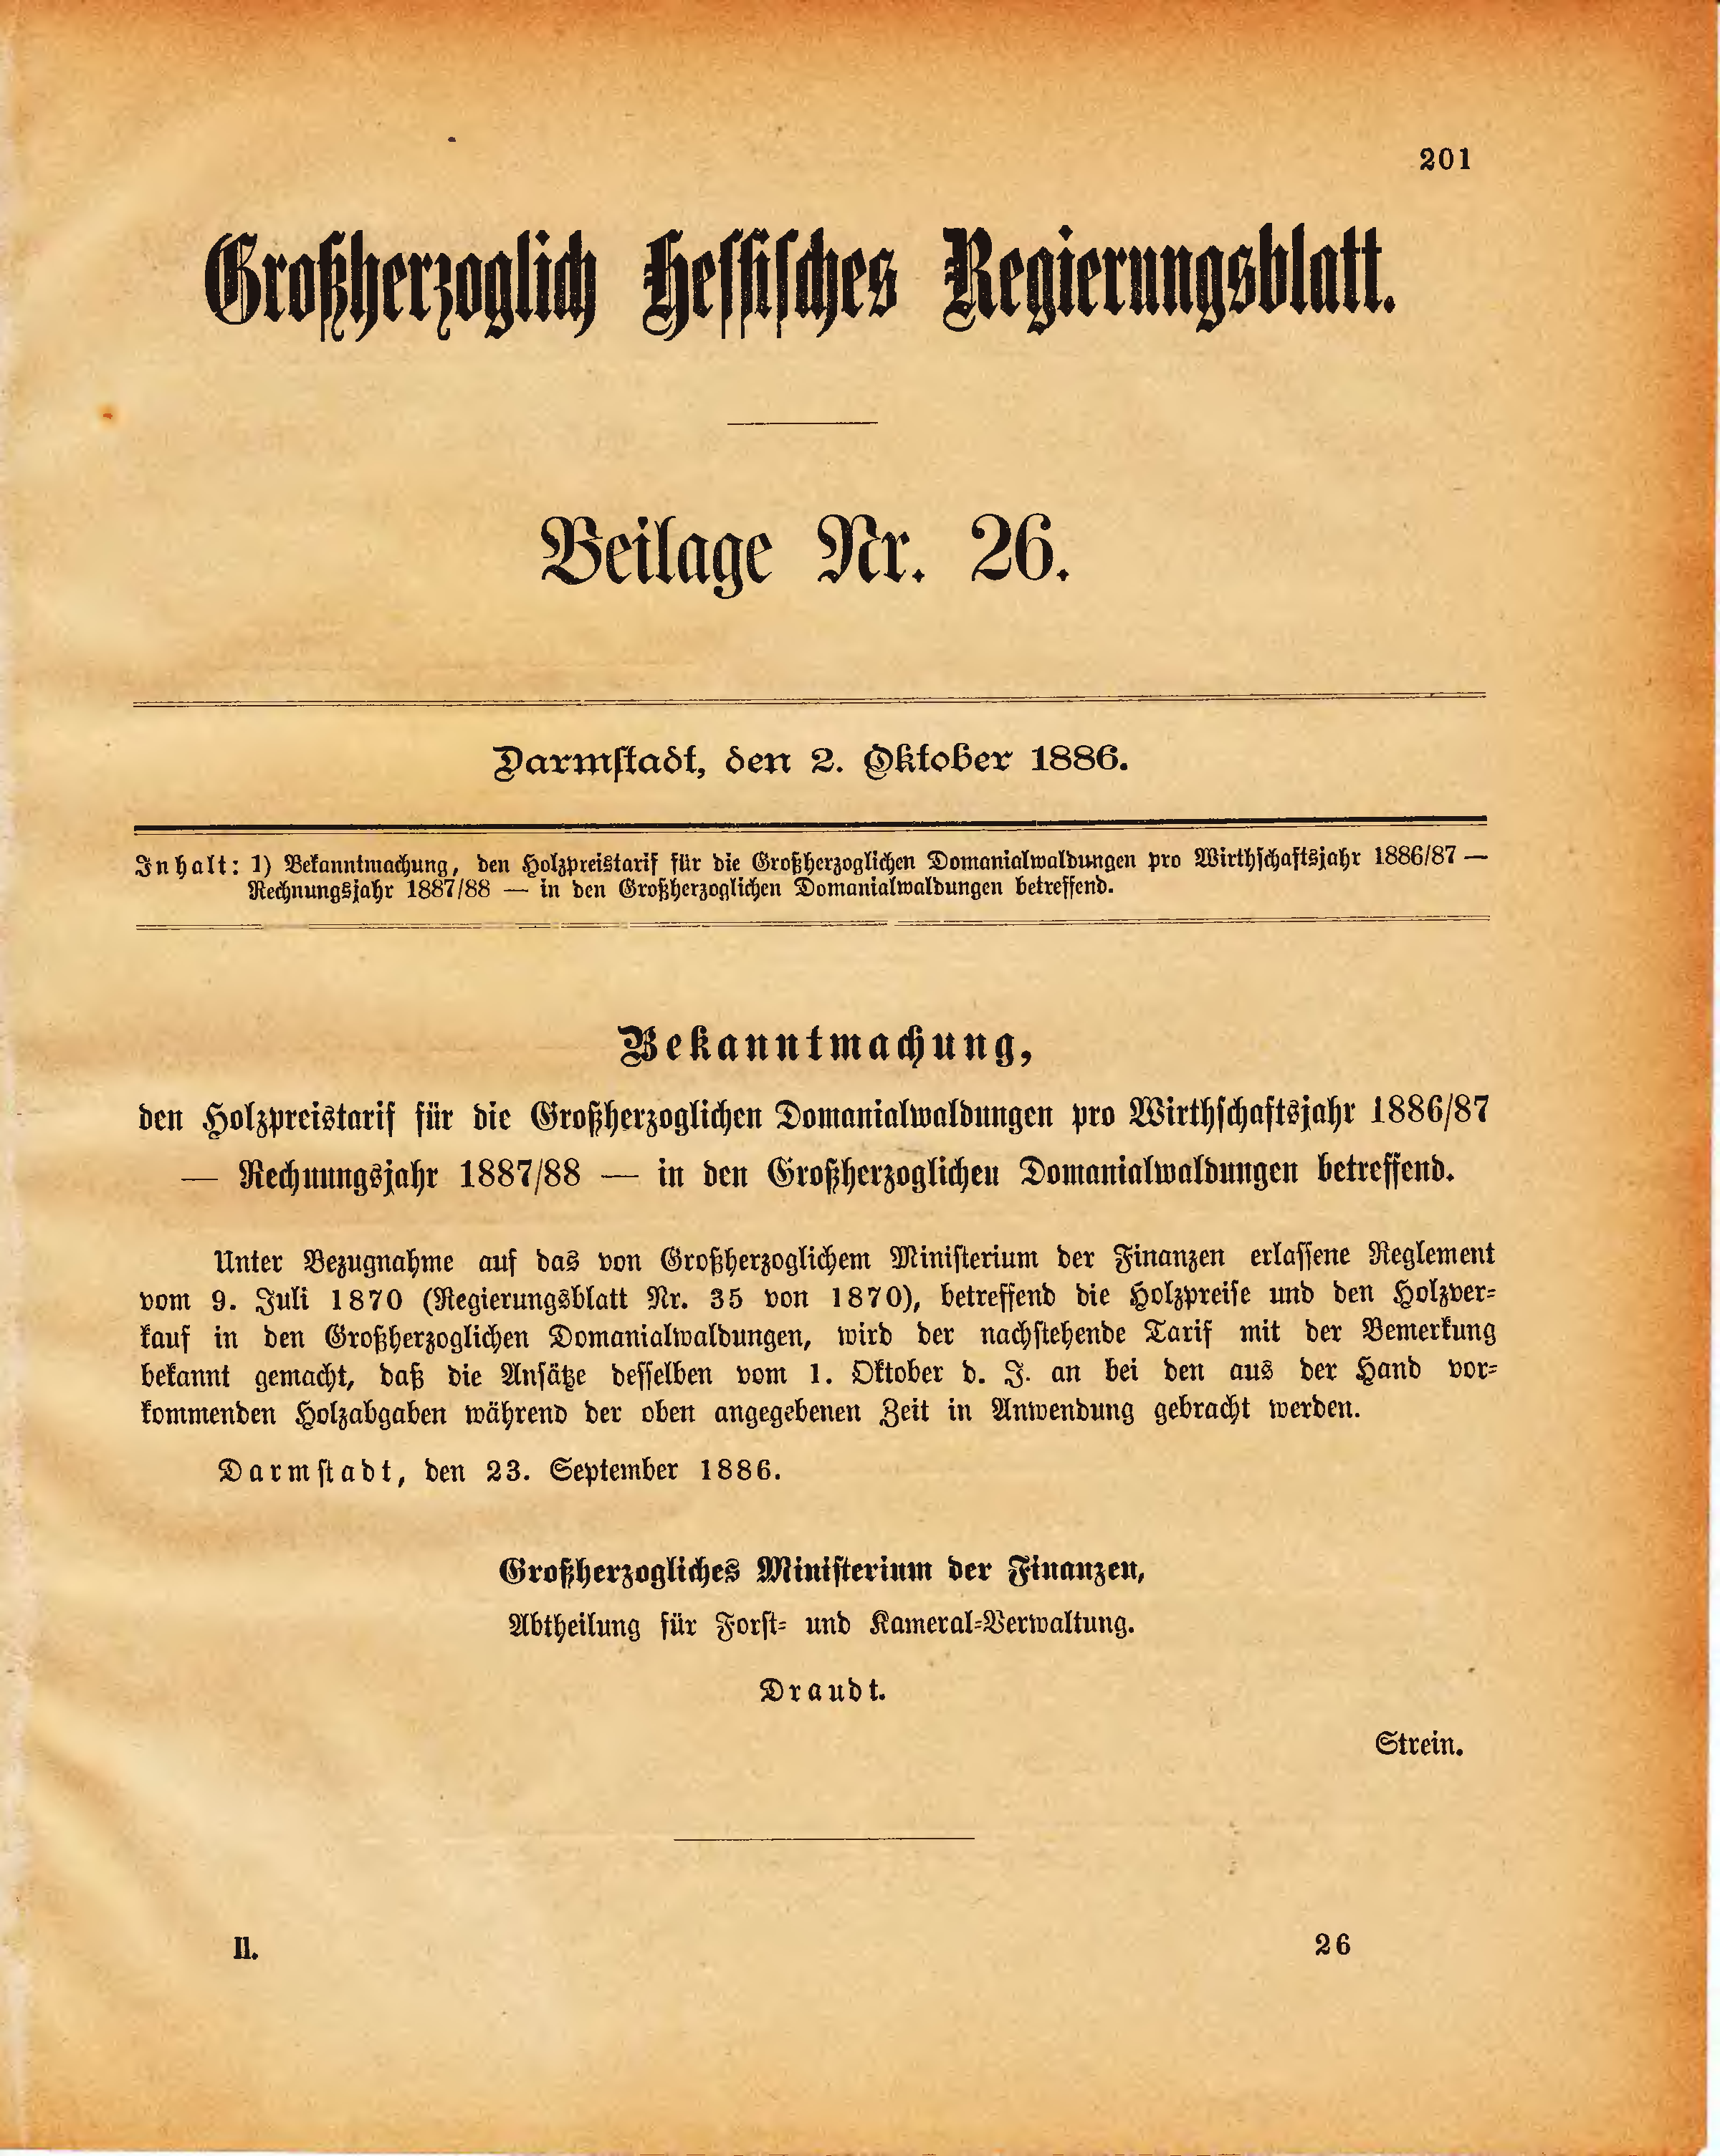 201
Großherzoglich Hessisches Regierungsblatt.
Beilage Nr. 26.
Darmstadt, den 2. Oktober 1886.
Inhalt: 1) Bekanntmachung, den Holzpreistarif für die Großherzoglichen Domanialwaldungen pro Wirthschaftsjahr 1886/87 —
Rechnungsjahr 1887/88 — in den Großherzoglichen Domanialwaldungen betreffend.
Bekanntmachung,
den Holzpreistarif für die Großherzoglichen Domanialwaldungen pro Wirthschaftsjahr 1886/87
— Rechnungsjahr 1887/88 — in den Großherzoglichen Domanialwaldungen betreffend.
Unter Bezugnahme auf das von Großherzoglichem Ministerium der Finanzen erlassene Reglement
vom 9. Juli 1870 (Regierungsblatt Nr. 35 von 1870), betreffend die Holzpreise und den Holzver-
kauf in den Großherzoglichen Domanialwaldungen, wird der nachstehende Tarif mit der Bemerkung
bekannt gemacht, daß die Ansätze desselben vom 1. Oktober d. J. an bei den aus der Hand vor-
kommenden Holzabgaben während der oben angegebenen Zeit in Anwendung gebracht werden.
Darmstadt, den 23. September 1886.
Großherzogliches Ministerium der Finanzen,
Abtheilung für Forst- und Kameral-Verwaltung.
Draudt.
Strein.
II. 26